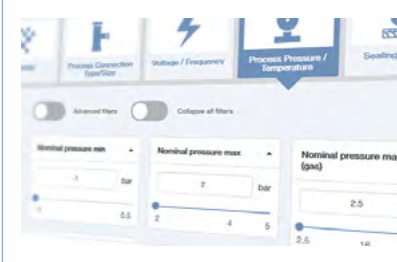 Process Connection
Type/Size
Voltage / Frequency
Process Pressure /
Temperature
Sealing
Advanced filters
Collapse all filters
Nominal pressure min
-1
bar
-1
0.5
Nominal pressure max
2
bar
2
4
5
Nominal pressure ma
(gas)
2.5
2.5
16